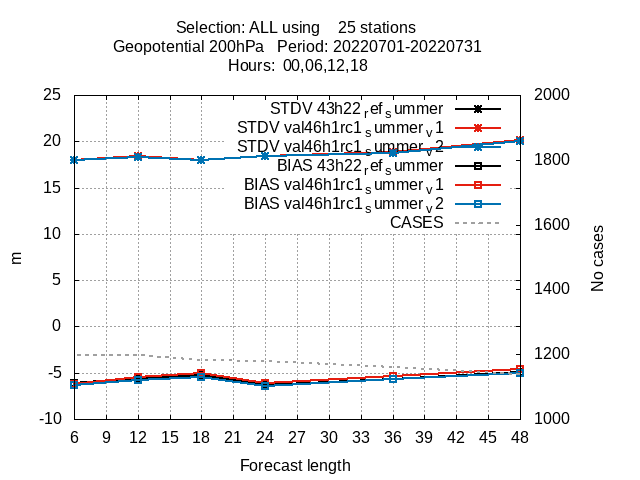 Selection: ALL using    25 stations
Geopotential 200hPa   Period: 20220701-20220731
Hours:  00,06,12,18
STDV 43h22_ref_summer
STDV val46h1rc1_summer_v1
STDV val46h1rc1_summer_v2
BIAS 43h22_ref_summer
BIAS val46h1rc1_summer_v1
BIAS val46h1rc1_summer_v2
CASES
25
20
15
10
5
0
-5
-10
m
2000
1800
1600
1400
1200
1000
No cases
6 9 12 15 18 21 24 27 30 33 36 39 42 45 48
Forecast length